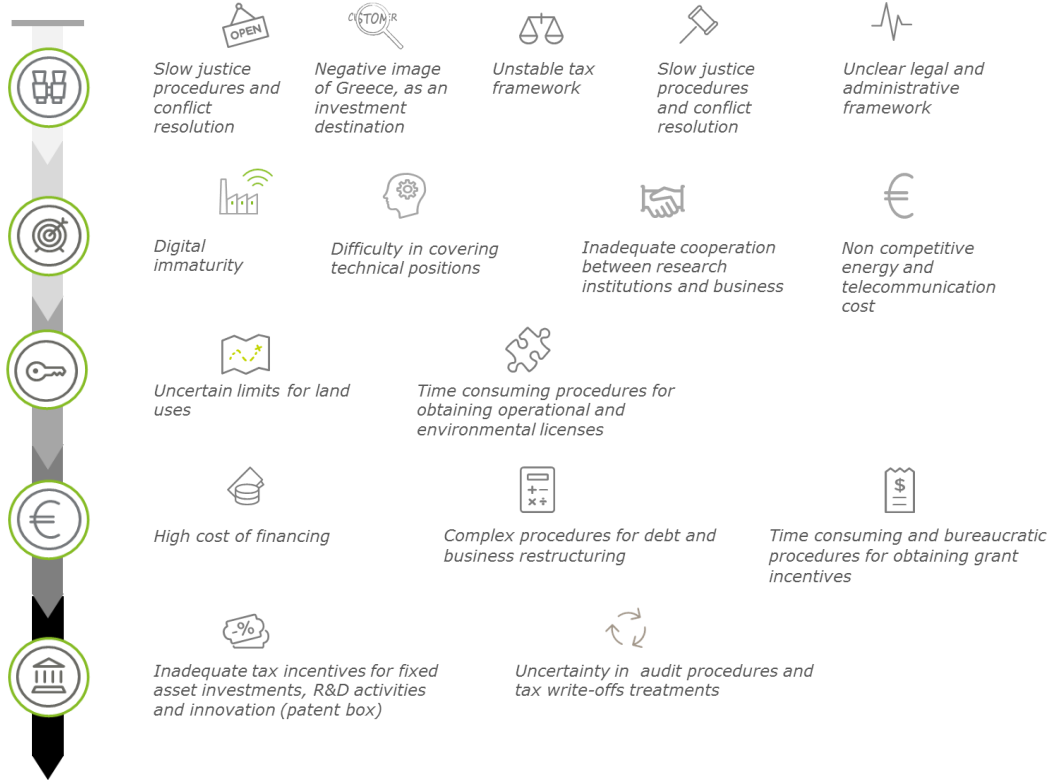 OPEN
CUSTOMER
Slow justice
procedures and
conflict
resolution
Negative image
of Greece, as an
investment
destination
Unstable tax
framework
Slow justice
procedures
and conflict
resolution
Unclear legal and
administrative
framework
Digital
immaturity
Difficulty in covering
technical positions
Inadequate cooperation
between research
institutions and business
€
Non competitive
energy and
telecommunication
cost
Uncertain limits for land
uses
Time consuming procedures for
obtaining operational and
environmental licenses
€
High cost of financing
+ -
× ÷
Complex procedures for debt and
business restructuring
$
Time consuming and bureaucratic
procedures for obtaining grant
incentives
-%
Inadequate tax incentives for fixed
asset investments, R&D activities
and innovation (patent box)
Uncertainty in  audit procedures and
tax write-offs treatments